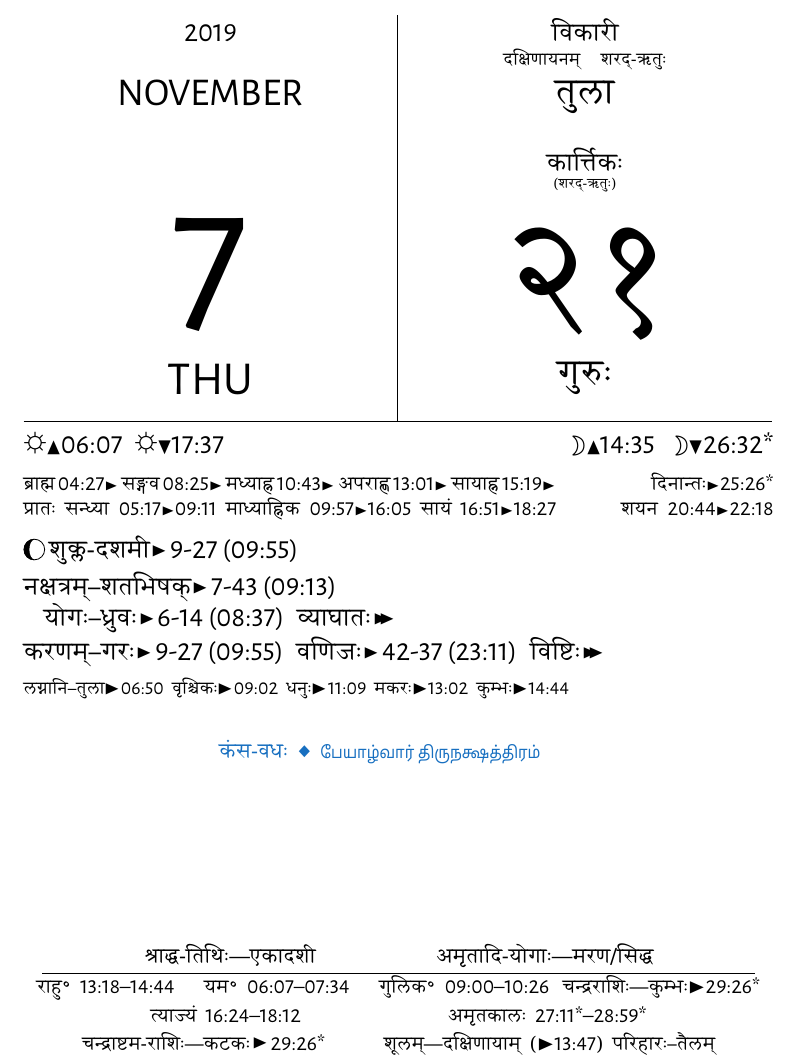 2019
NOVEMBER
7
THU
विकारी
दक्षिणायनम् शरद्-ऋतुः
तुला
कार्त्तिकः
(शरद्-ऋतुः)
२१
गुरुः
☼▲06:07 ☼▼17:37 ☽▲14:35 ☽▼26:32*
ब्राह्म 04:27► सङ्गव 08:25► मध्याह्न 10:43► अपराह्ण 13:01► सायाह्न 15:19► दिनान्तः►25:26*
प्रातः सन्ध्या 05:17►09:11 माध्याह्निक 09:57►16:05 सायं 16:51►18:27 शयन 20:44►22:18
शुक्ल-दशमी►9-27 (09:55)
नक्षत्रम्–शतभिषक्►7-43 (09:13)
योगः–ध्रुवः►6-14 (08:37) व्याघातः►►
करणम्–गरः►9-27 (09:55) वणिजः►42-37 (23:11) विष्टिः►►
लग्नानि–तुला►06:50 वृश्चिकः►09:02 धनुः►11:09 मकरः►13:02 कुम्भः►14:44
कंस-वधः ◆ பேயாழ்வார் திருநக்ஷத்திரம்
श्राद्ध-तिथिः—एकादशी अमृतादि-योगाः—मरण/सिद्ध
राहु° 13:18–14:44 यम° 06:07–07:34 गुलिक° 09:00–10:26 चन्द्रराशिः—कुम्भः►29:26*
त्याज्यं 16:24–18:12 अमृतकालः 27:11*–28:59*
चन्द्राष्टम-राशिः—कटकः►29:26* शूलम्—दक्षिणायाम् (►13:47) परिहारः–तैलम्